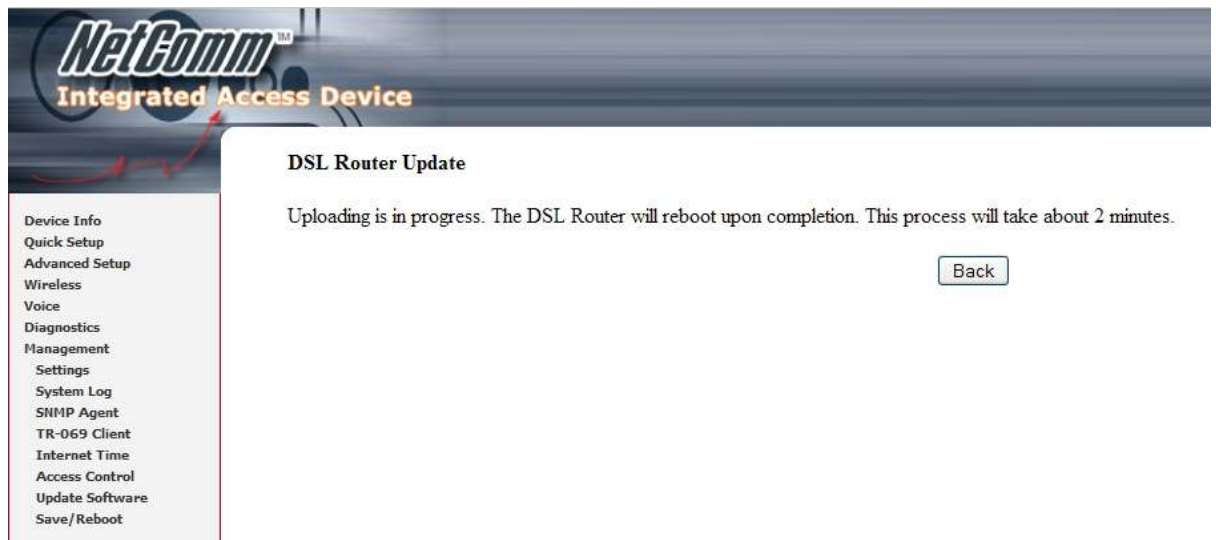 NetComm TM
Integrated Access Device
DSL Router Update
Uploading is in progress. The DSL Router will reboot upon completion. This process will take about 2 minutes.
Back
Device Info
Quick Setup
Advanced Setup
Wireless
Voice
Diagnostics
Management
Settings
System Log
SNMP Agent
TR-069 Client
Internet Time
Access Control
Update Software
Save/Reboot